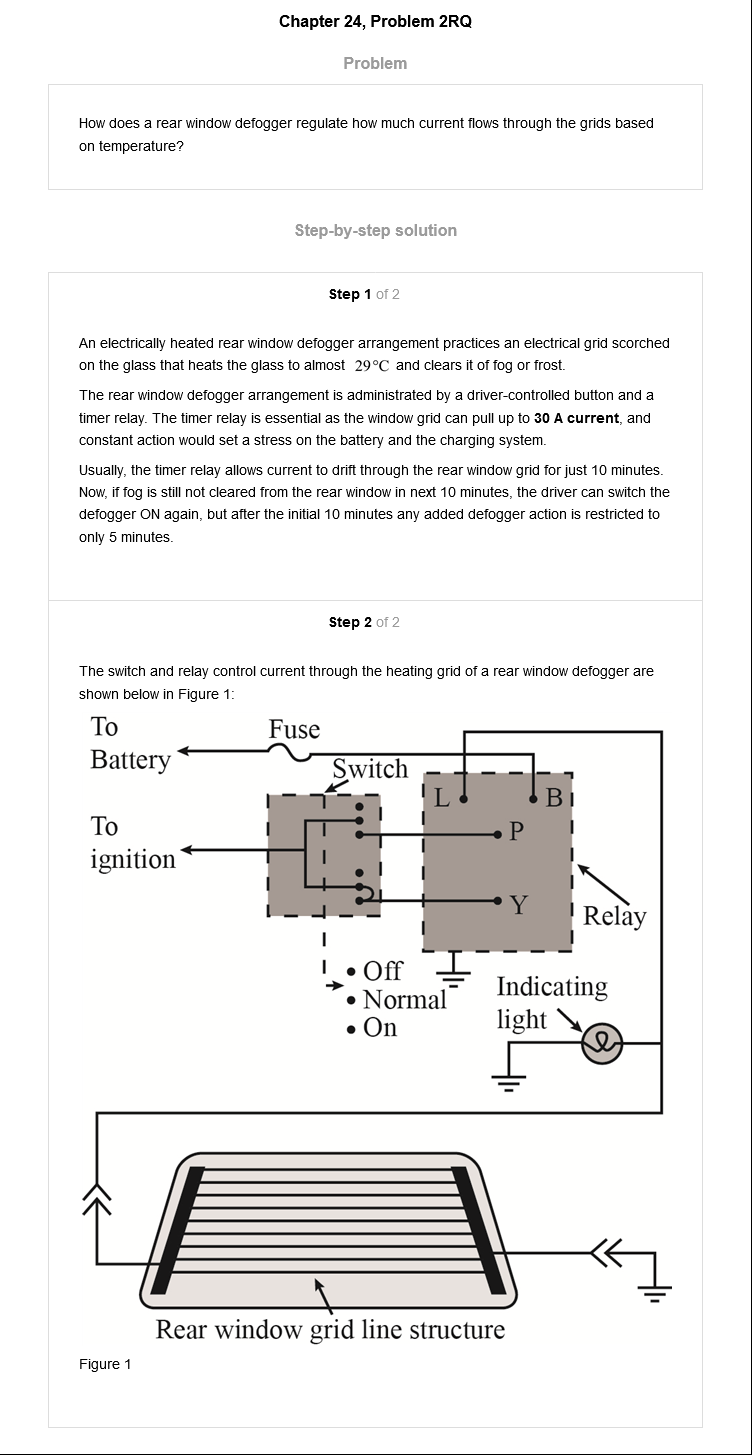 Chapter 24, Problem 2RQ
Problem
How does a rear window defogger regulate how much current flows through the grids based
on temperature?
Step-by-step solution
Step 1 of 2
An electrically heated rear window defogger arrangement practices an electrical grid scorched
on the glass that heats the glass to almost 29°C and clears it of fog or frost.
The rear window defogger arrangement is administrated by a driver-controlled button and a
timer relay. The timer relay is essential as the window grid can pull up to 30 A current, and
constant action would set a stress on the battery and the charging system.
Usually, the timer relay allows current to drift through the rear window grid for just 10 minutes.
Now, if fog is still not cleared from the rear window in next 10 minutes, the driver can switch the
defogger ON again, but after the initial 10 minutes any added defogger action is restricted to
only 5 minutes.
Step 2 of 2
The switch and relay control current through the heating grid of a rear window defogger are
shown below in Figure 1:
To
Battery
Fuse
Switch
L
B
To
ignition
P
Y
Relay
• Off
• Normal
• On
Indicating
light
Rear window grid line structure
Figure 1